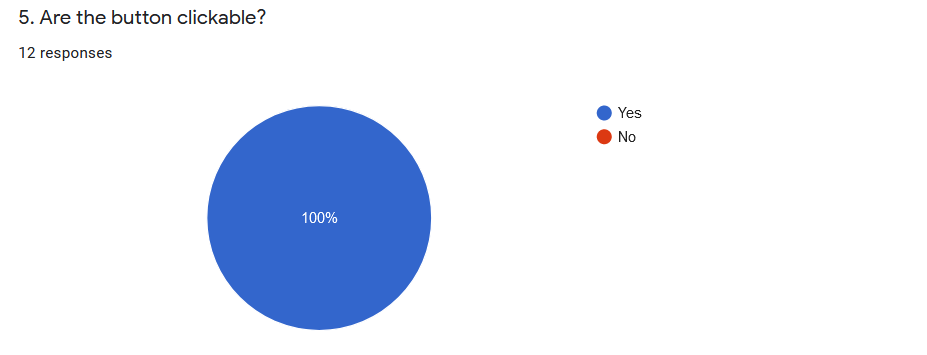 5. Are the button clickable?
12 responses
Yes
No
100%